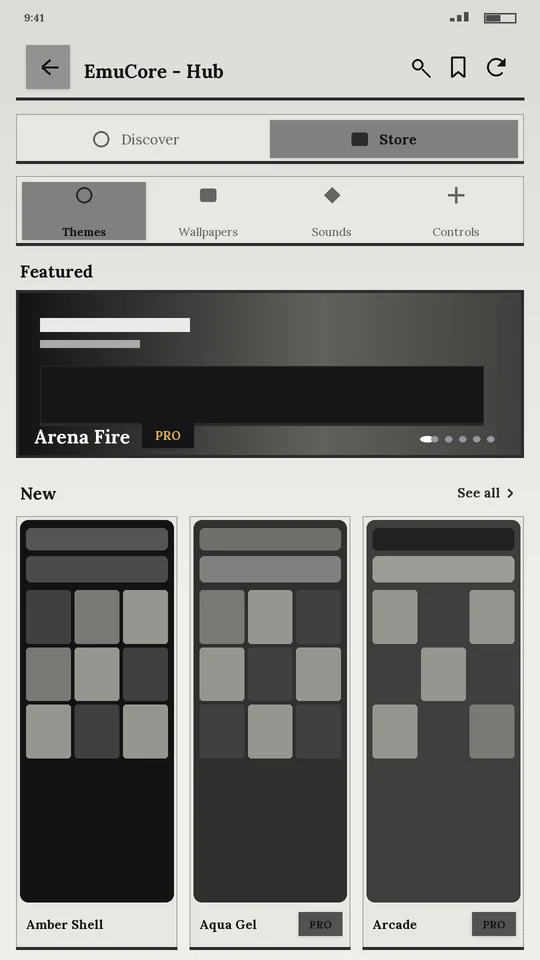 9:41
EmuCore - Hub
Discover
Store
Themes
Wallpapers
Sounds
Controls
Featured
Arena Fire
PRO
New
See all
Amber Shell
Aqua Gel
PRO
Arcade
PRO